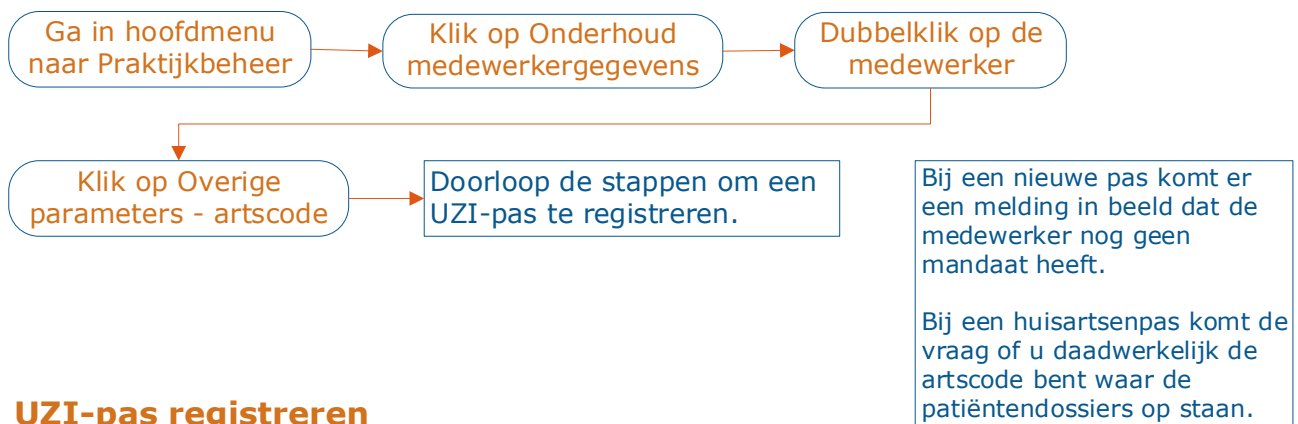 Ga in hoofdmenu
naar Praktijkbeheer
Klik op Onderhoud
medewerkergegevens
Dubbelklik op de
medewerker
Klik op Overige
parameters - artscode
Doorloop de stappen om een
UZI-pas te registreren.
Bij een nieuwe pas komt er
een melding in beeld dat de
medewerker nog geen
mandaat heeft.
Bij een huisartsenpas komt de
vraag of u daadwerkelijk de
artscode bent waar de
patiëntendossiers op staan.
UZI-pas registreren